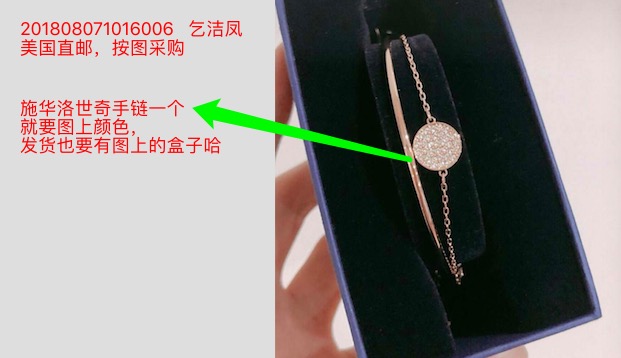 201808071016006 乞洁凤
美国直邮，按图采购
施华洛世奇手链一个
就要图上颜色，
发货也要有图上的盒子哈